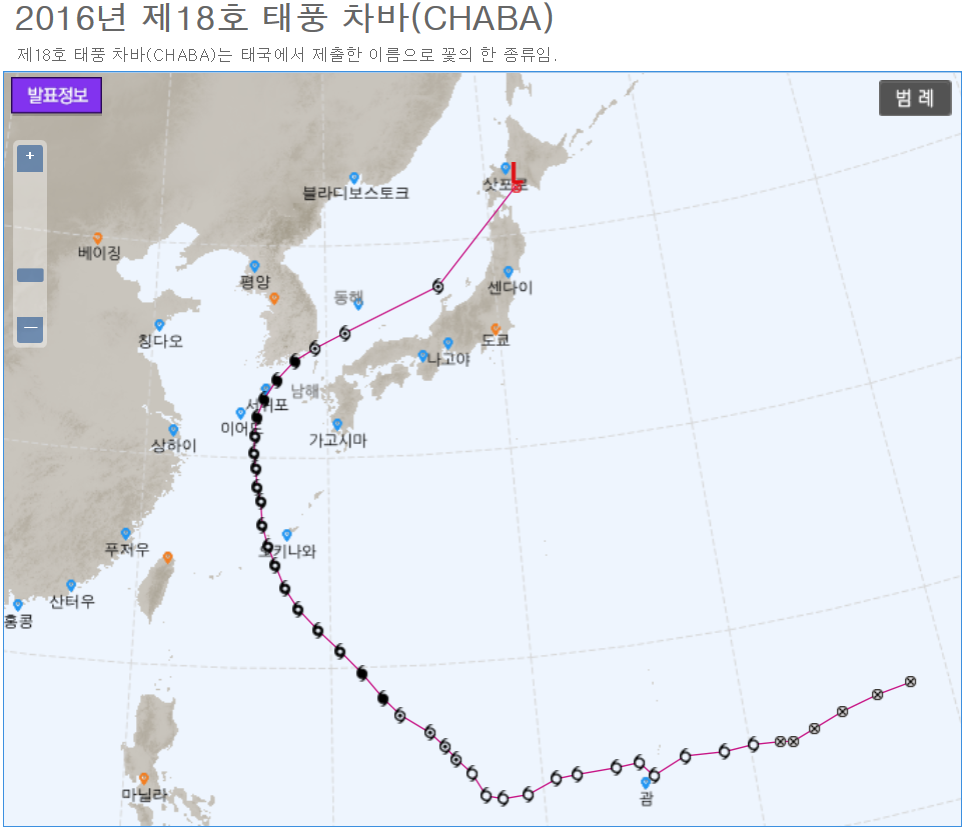 2016년 제18호 태풍 차바(CHABA)
제18호 태풍 차바(CHABA)는 태국에서 제출한 이름으로 꽃의 한 종류임.
발표정보
범 례
+
L
삿포로
블라디보스토크
베이징
평양
동해
센다이
칭다오
도쿄
나고야
남해
서귀포
이어도
가고시마
상하이
푸저우
오키나와
산터우
홍콩
마닐라
괌